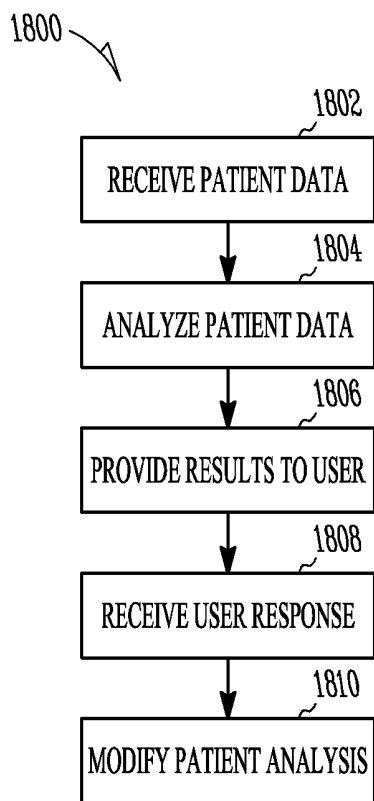 1800
1802
RECEIVE PATIENT DATA
1804
ANALYZE PATIENT DATA
1806
PROVIDE RESULTS TO USER
1808
RECEIVE USER RESPONSE
1810
MODIFY PATIENT ANALYSIS